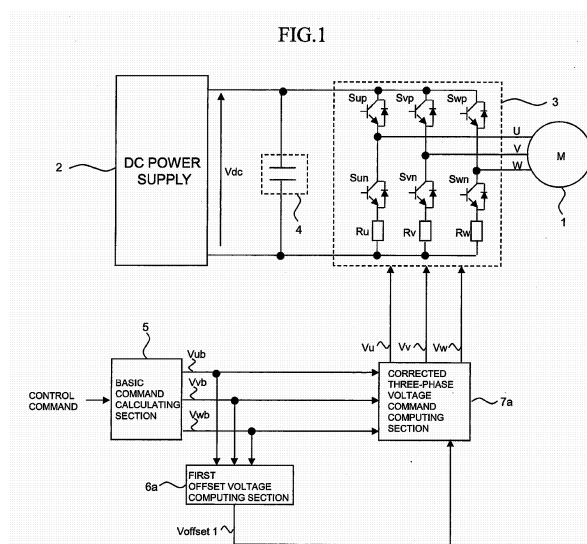 FIG.1
Sup
Svp
Swp
3
U
V
W
M
1
2
DC POWER
SUPPLY
Vdc
4
Sun
Svn
Swn
Ru
Rv
Rw
5
Vub
Vvb
Vwb
Vu
Vv
Vw
CONTROL
COMMAND
BASIC
COMMAND
CALCULATING
SECTION
CORRECTED
THREE-PHASE
VOLTAGE
COMMAND
COMPUTING
SECTION
7a
6a
FIRST
OFFSET VOLTAGE
COMPUTING SECTION
Voffset 1